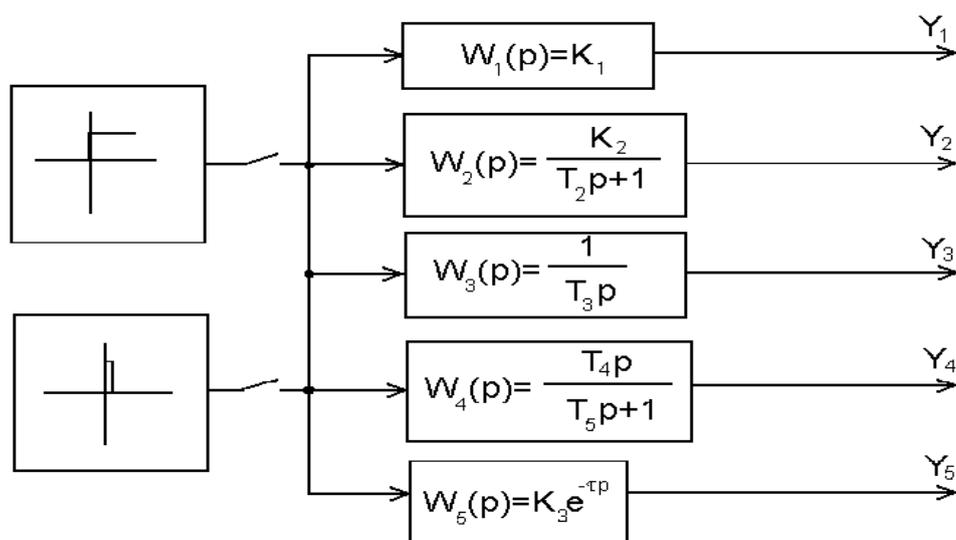 W₁(p)=K₁
Y₁
W₂(p)= K₂ / T₂p+1
Y₂
W₃(p)= 1 / T₃p
Y₃
W₄(p)= T₄p / T₅p+1
Y₄
W₅(p)=K₃e^-τp
Y₅